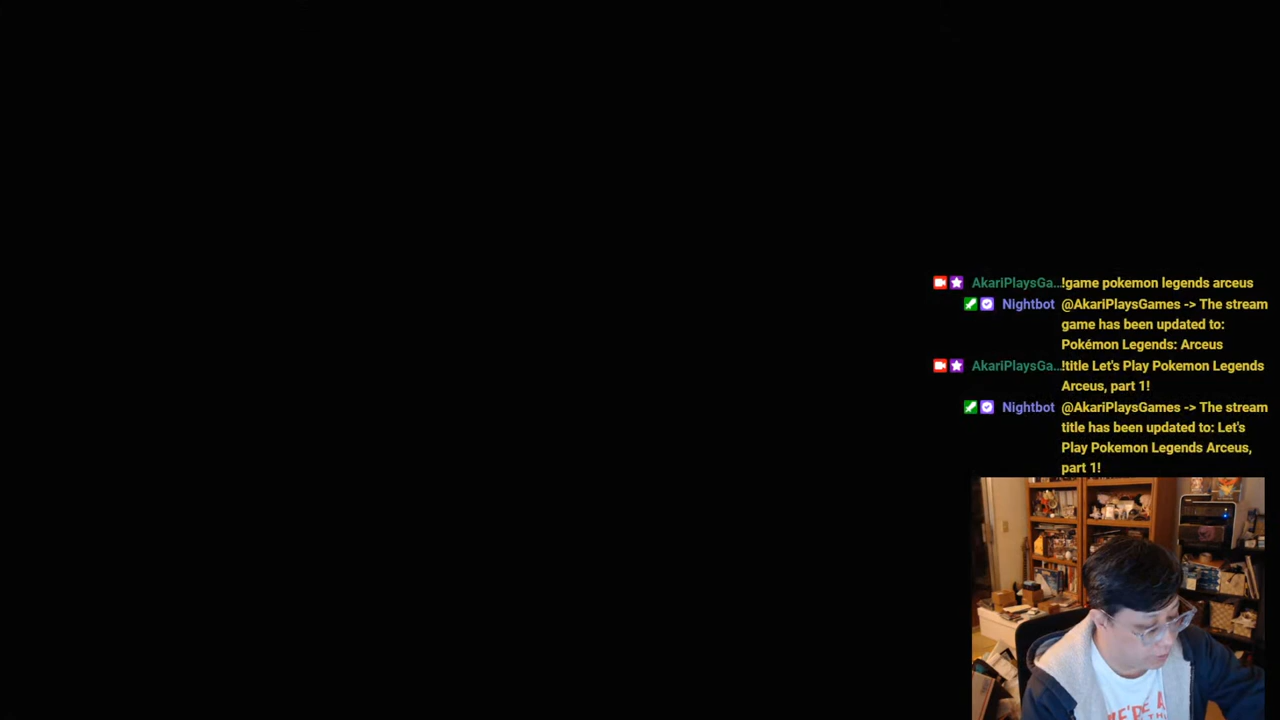 AkariPlaysGa... !game pokemon legends arceus
Nightbot @AkariPlaysGames -> The stream
game has been updated to:
Pokémon Legends: Arceus
AkariPlaysGa... !title Let's Play Pokemon Legends
Arceus, part 1!
Nightbot @AkariPlaysGames -> The stream
title has been updated to: Let's
Play Pokemon Legends Arceus,
part 1!
WE'RE A